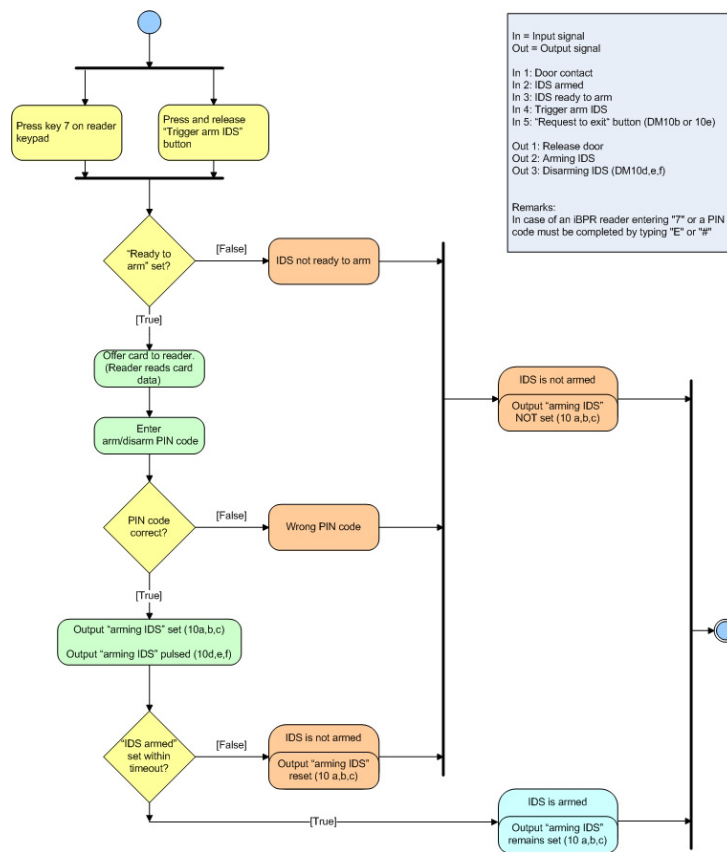 In = Input signal
Out = Output signal
In 1: Door contact
In 2: IDS armed
In 3: IDS ready to arm
In 4: Trigger arm IDS
In 5: “Request to exit“ button (DM10b or 10e)
Out 1: Release door
Out 2: Arming IDS
Out 3: Disarming IDS (DM10d,e,f)
Remarks:
In case of an iBPR reader entering "7" or a PIN
code must be completed by typing "E" or "#"
Press key 7 on reader
keypad
Press and release
“Trigger arm IDS”
button
“Ready to
arm” set?
[False]
IDS not ready to arm
[True]
Offer card to reader.
(Reader reads card
data)
Enter
arm/disarm PIN code
IDS is not armed
Output “arming IDS”
NOT set (10 a,b,c)
PIN code
correct?
[False]
Wrong PIN code
[True]
Output “arming IDS” set (10a,b,c)
Output “arming IDS” pulsed (10d,e,f)
“IDS armed”
set within
timeout?
[False]
IDS is not armed
Output “arming IDS”
reset (10 a,b,c)
[True]
IDS is armed
Output “arming IDS”
remains set (10 a,b,c)